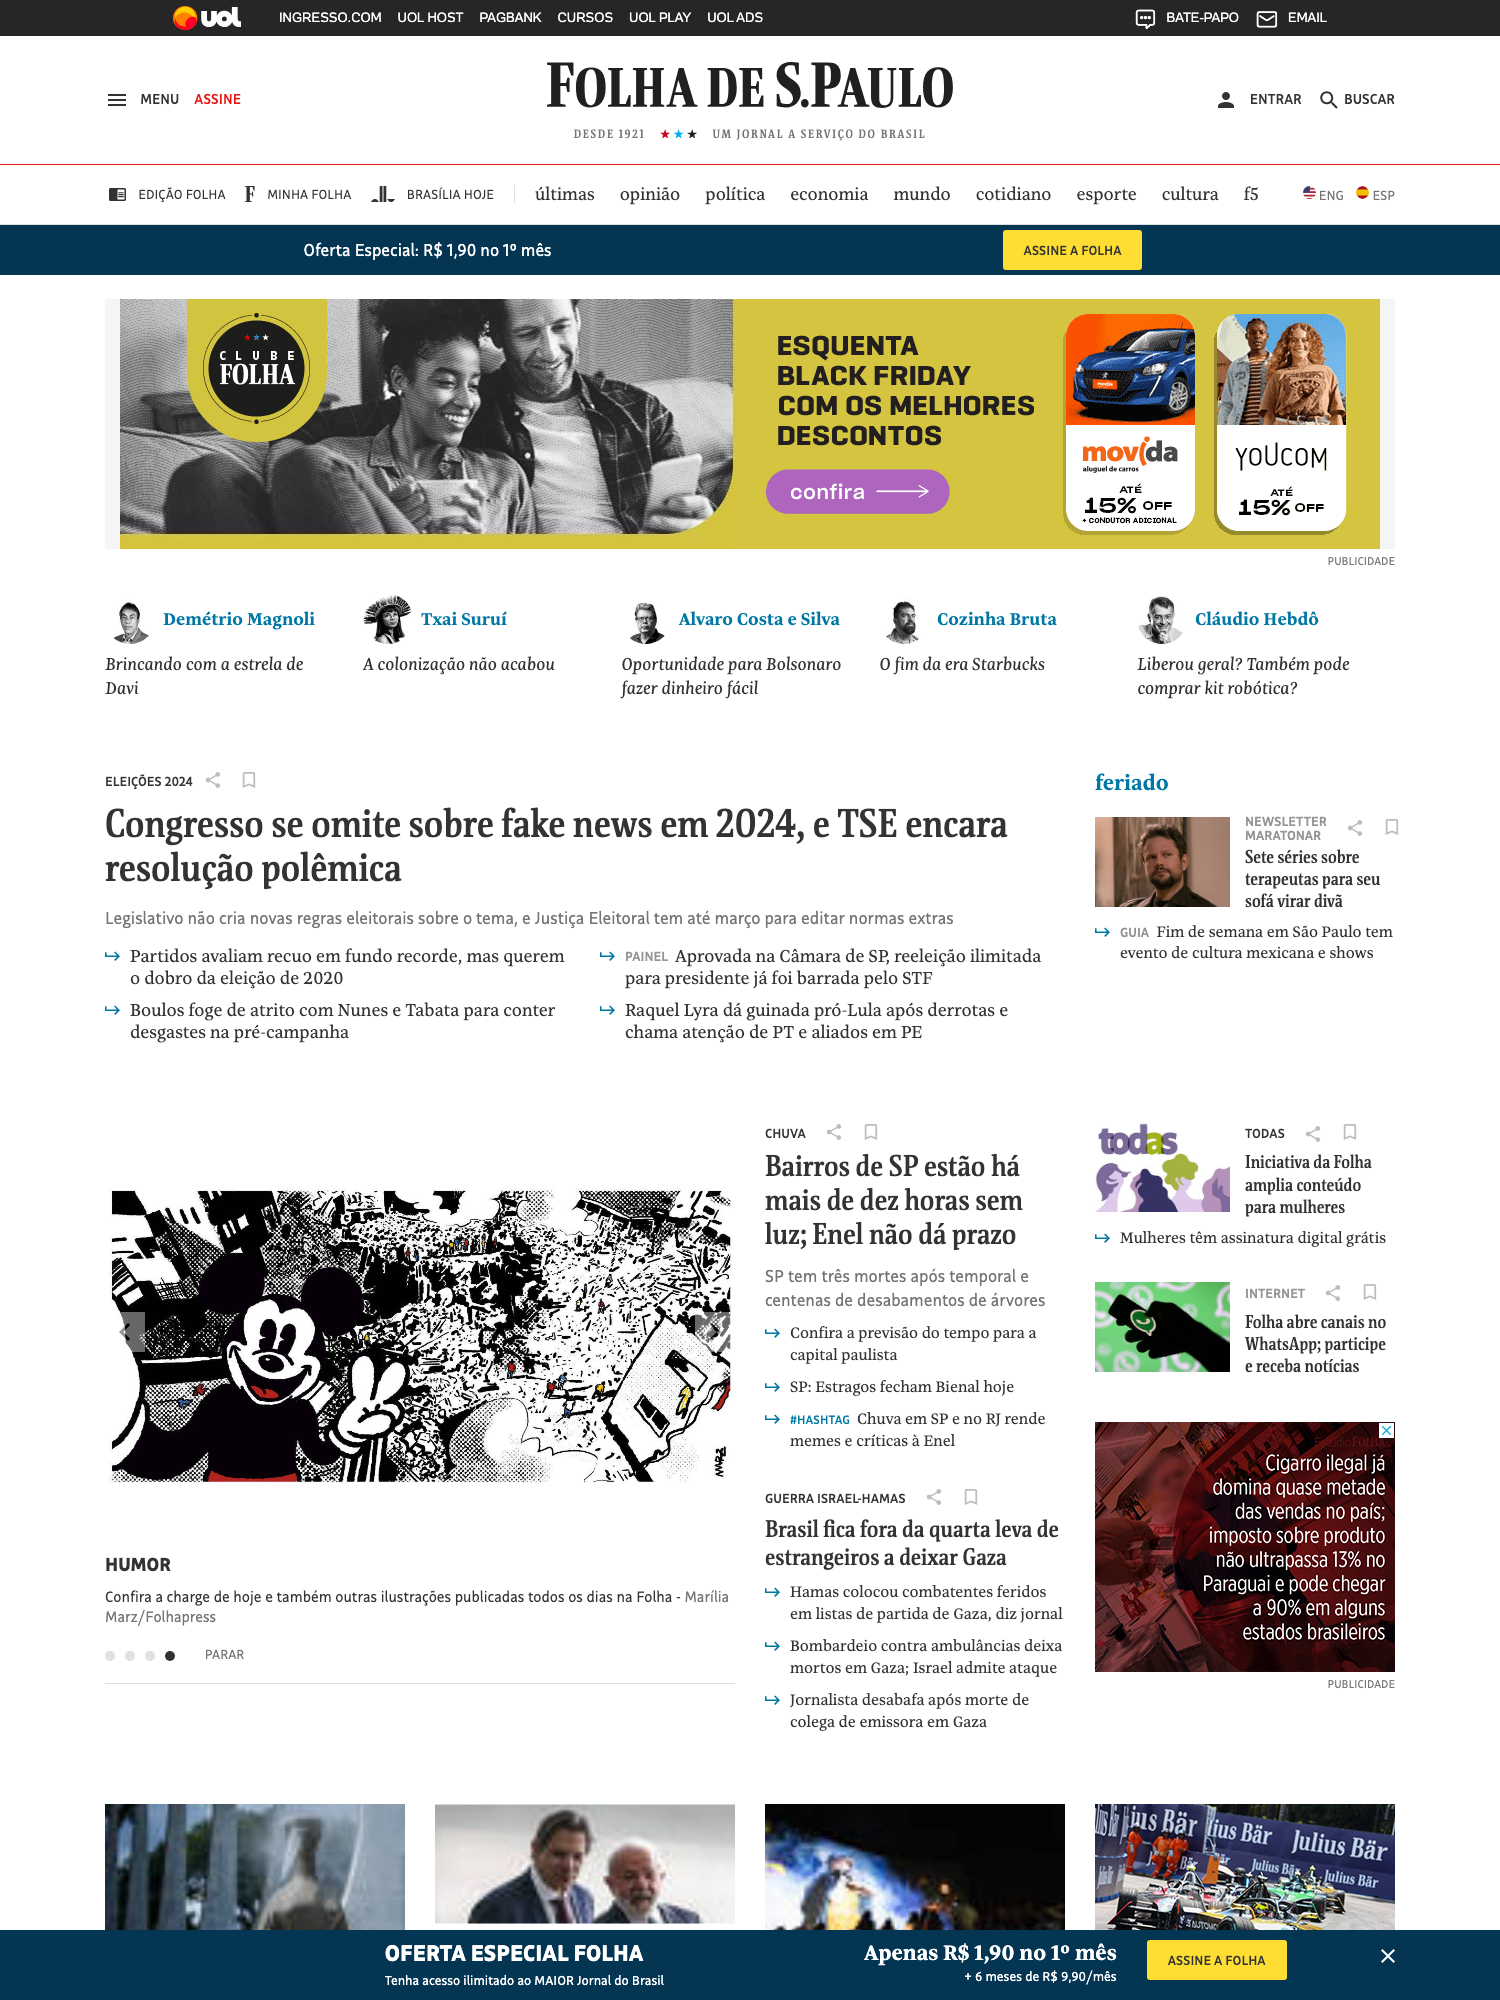 uol
INGRESSO.COM UOL HOST PAGBANK CURSOS UOL PLAY UOL ADS
BATE-PAPO EMAIL
MENU ASSINE
FOLHA DE S.PAULO
ENTRAR BUSCAR
DESDE 1921 ★★★ UM JORNAL A SERVIÇO DO BRASIL
EDIÇÃO FOLHA F MINHA FOLHA BRASÍLIA HOJE
últimas opinião política economia mundo cotidiano esporte cultura f5
ENG ESP
Oferta Especial: R$ 1,90 no 1º mês
ASSINE A FOLHA
CLUBE
FOLHA
ESQUENTA
BLACK FRIDAY
COM OS MELHORES
DESCONTOS
confira
movida
aluguel de carros
ATÉ
15% OFF
+ CONDUTOR ADICIONAL
YOUCOM
ATÉ
15% OFF
PUBLICIDADE
Demétrio Magnoli
Brincando com a estrela de
Davi
Txai Suruí
A colonização não acabou
Alvaro Costa e Silva
Oportunidade para Bolsonaro
fazer dinheiro fácil
Cozinha Bruta
O fim da era Starbucks
Cláudio Hebdô
Liberou geral? Também pode
comprar kit robótica?
ELEIÇÕES 2024
Congresso se omite sobre fake news em 2024, e TSE encara
resolução polêmica
Legislativo não cria novas regras eleitorais sobre o tema, e Justiça Eleitoral tem até março para editar normas extras
Partidos avaliam recuo em fundo recorde, mas querem
o dobro da eleição de 2020
Boulos foge de atrito com Nunes e Tabata para conter
desgastes na pré-campanha
PAINEL Aprovada na Câmara de SP, reeleição ilimitada
para presidente já foi barrada pelo STF
Raquel Lyra dá guinada pró-Lula após derrotas e
chama atenção de PT e aliados em PE
feriado
NEWSLETTER
MARATONAR
Sete séries sobre
terapeutas para seu
sofá virar divã
GUIA Fim de semana em São Paulo tem
evento de cultura mexicana e shows
MARZ
HUMOR
Confira a charge de hoje e também outras ilustrações publicadas todos os dias na Folha - Marília
Marz/Folhapress
PARAR
CHUVA
Bairros de SP estão há
mais de dez horas sem
luz; Enel não dá prazo
SP tem três mortes após temporal e
centenas de desabamentos de árvores
Confira a previsão do tempo para a
capital paulista
SP: Estragos fecham Bienal hoje
#HASHTAG Chuva em SP e no RJ rende
memes e críticas à Enel
GUERRA ISRAEL-HAMAS
Brasil fica fora da quarta leva de
estrangeiros a deixar Gaza
Hamas colocou combatentes feridos
em listas de partida de Gaza, diz jornal
Bombardeio contra ambulâncias deixa
mortos em Gaza; Israel admite ataque
Jornalista desabafa após morte de
colega de emissora em Gaza
todas
TODAS
Iniciativa da Folha
amplia conteúdo
para mulheres
Mulheres têm assinatura digital grátis
INTERNET
Folha abre canais no
WhatsApp; participe
e receba notícias
Cigarro ilegal já
domina quase metade
das vendas no país;
imposto sobre produto
não ultrapassa 13% no
Paraguai e pode chegar
a 90% em alguns
estados brasileiros
PUBLICIDADE
ius Bär
lius Bär
Julius Bär
Julius Bär
Julius Bär
OFERTA ESPECIAL FOLHA
Tenha acesso ilimitado ao MAIOR Jornal do Brasil
Apenas R$ 1,90 no 1º mês
+ 6 meses de R$ 9,90/mês
ASSINE A FOLHA